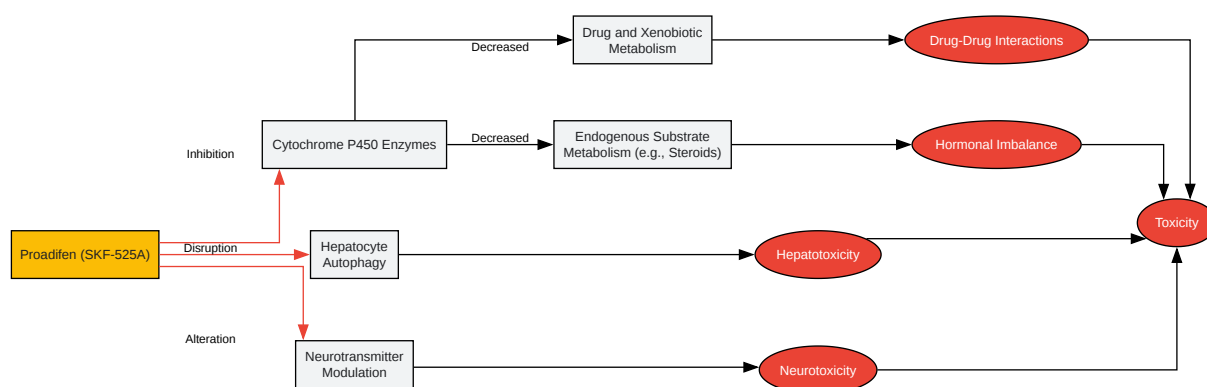 Drug and Xenobiotic
Metabolism
Drug-Drug Interactions
Decreased
Cytochrome P450 Enzymes
Decreased
Endogenous Substrate
Metabolism (e.g., Steroids)
Hormonal Imbalance
Inhibition
Toxicity
Proadifen (SKF-525A)
Disruption
Hepatocyte
Autophagy
Hepatotoxicity
Alteration
Neurotransmitter
Modulation
Neurotoxicity